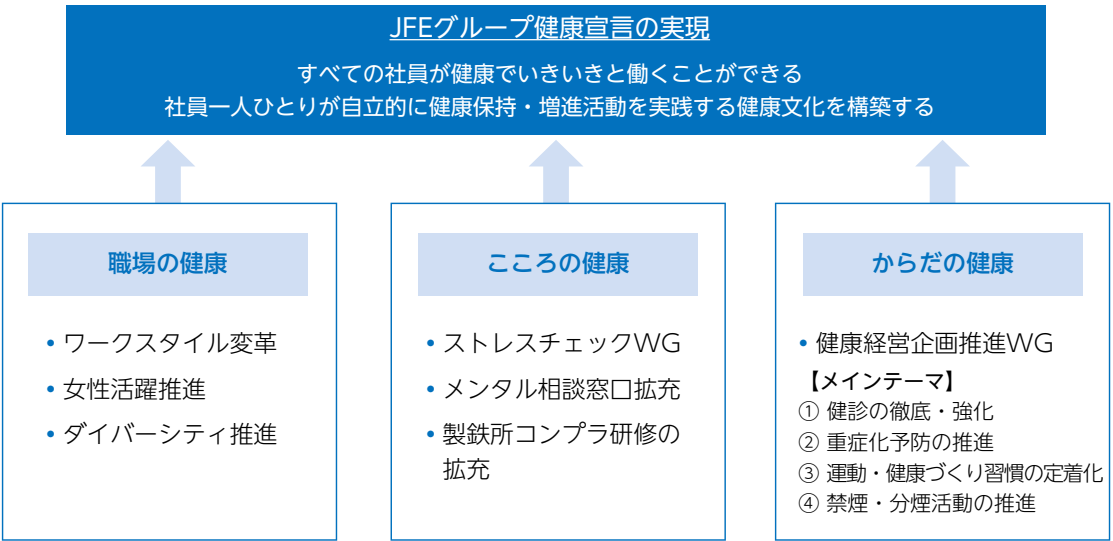 JFEグループ健康宣言の実現
すべての社員が健康でいきいきと働くことができる
社員一人ひとりが自立的に健康保持・増進活動を実践する健康文化を構築する
職場の健康
• ワークスタイル変革
• 女性活躍推進
• ダイバーシティ推進
こころの健康
• ストレスチェックWG
• メンタル相談窓口拡充
• 製鉄所コンプラ研修の
拡充
からだの健康
• 健康経営企画推進WG
【メインテーマ】
① 健診の徹底・強化
② 重症化予防の推進
③ 運動・健康づくり習慣の定着化
④ 禁煙・分煙活動の推進